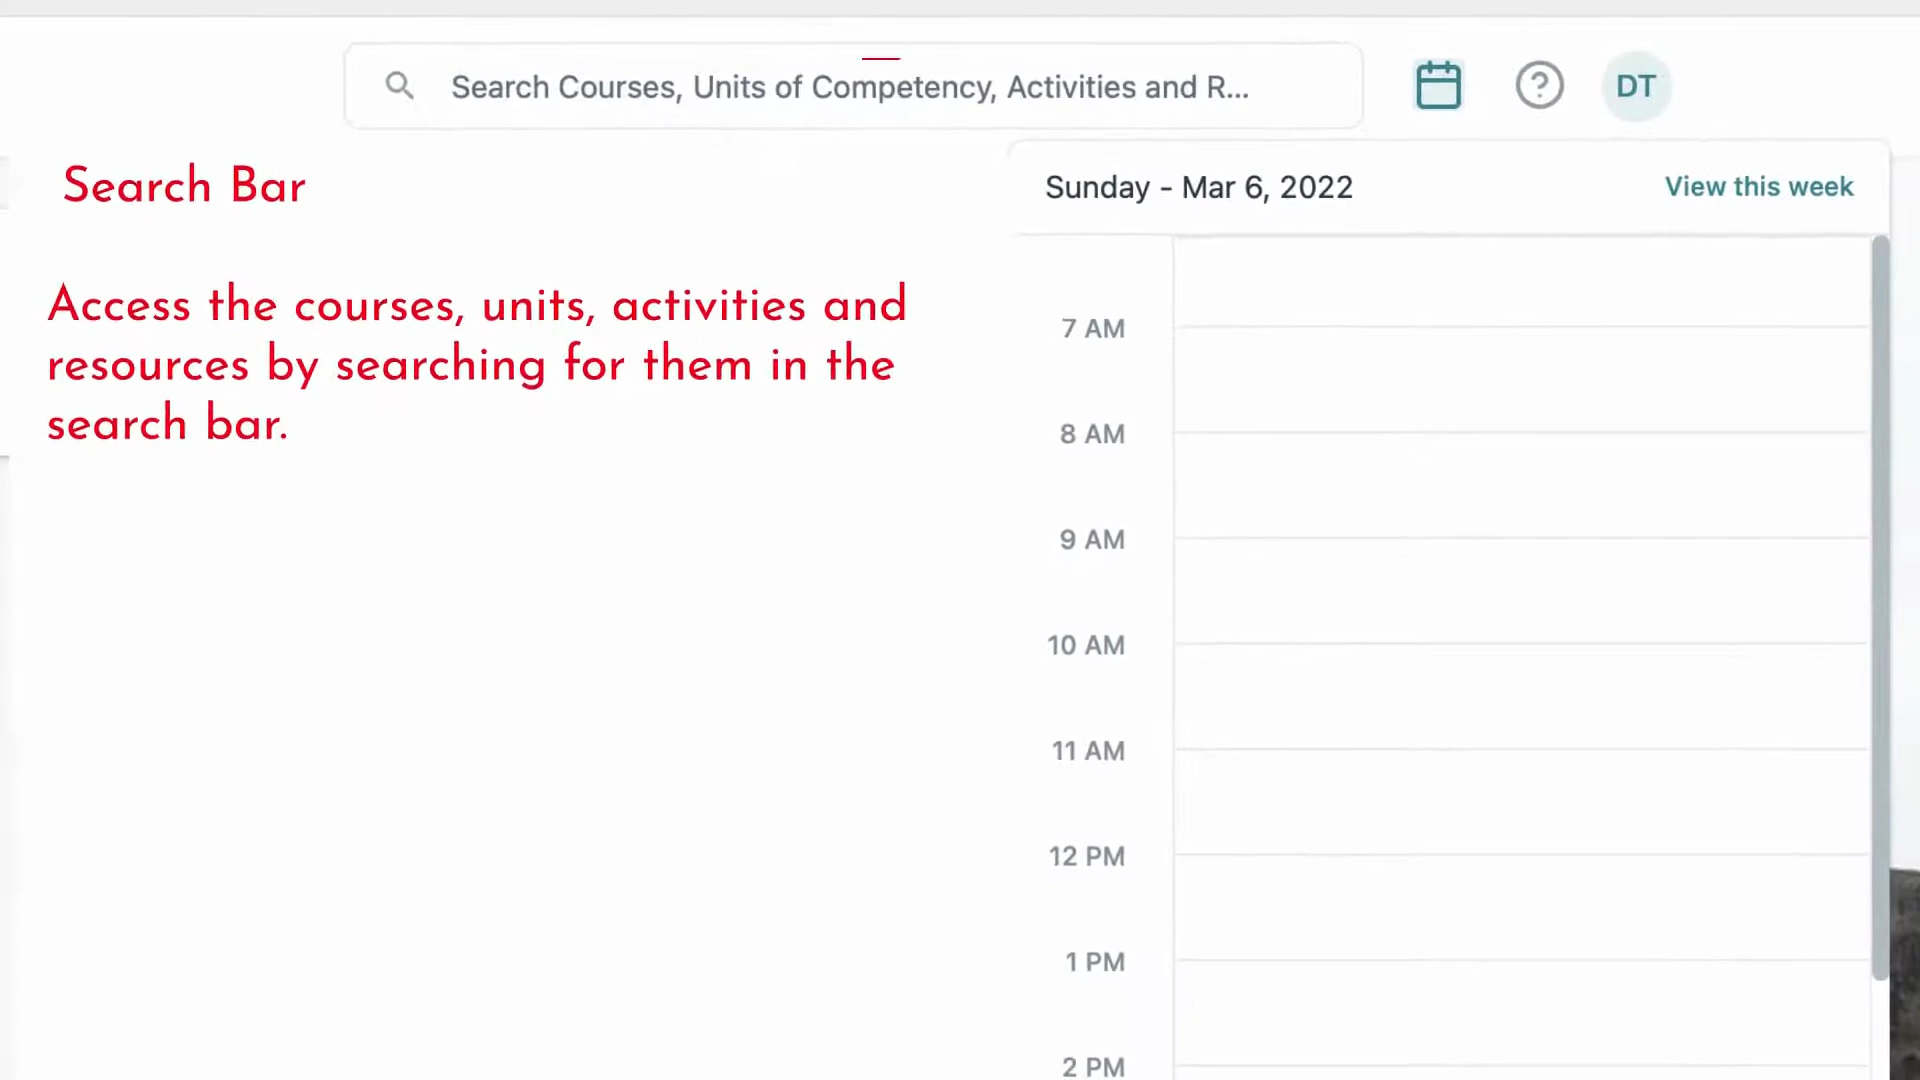 Search Courses, Units of Competency, Activities and R...
DT
Search Bar
Access the courses, units, activities and
resources by searching for them in the
search bar.
Sunday - Mar 6, 2022
View this week
7 AM
8 AM
9 AM
10 AM
11 AM
12 PM
1 PM
2 PM